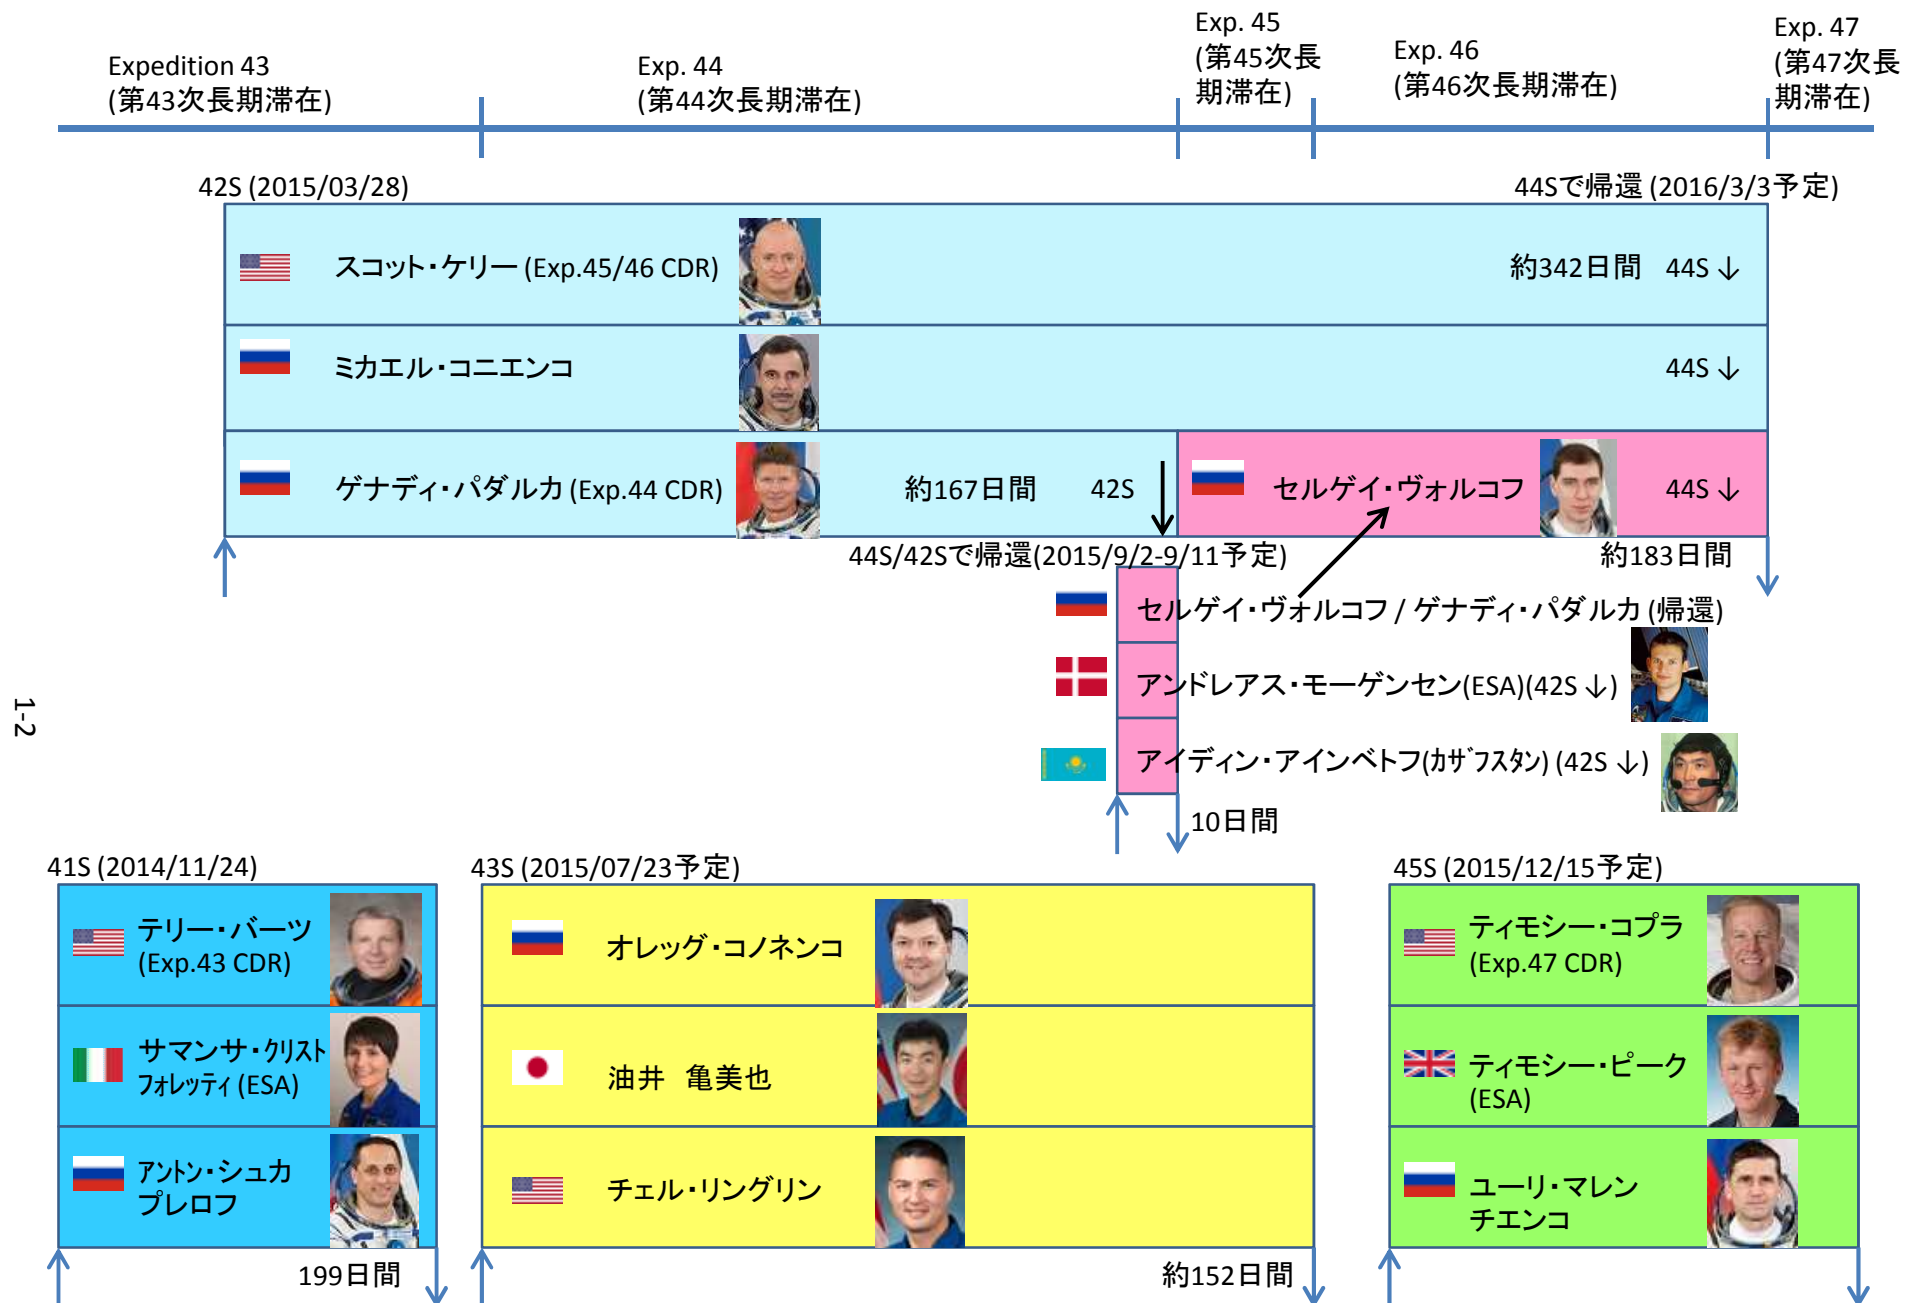 Expedition 43
(第43次長期滞在)
Exp. 44
(第44次長期滞在)
Exp. 45
(第45次長
期滞在)
Exp. 46
(第46次長期滞在)
Exp. 47
(第47次長
期滞在)
42S (2015/03/28)
44Sで帰還 (2016/3/3予定)
スコット・ケリー (Exp.45/46 CDR)
約342日間 44S ↓
ミカエル・コニエンコ
44S ↓
ゲナディ・パダルカ (Exp.44 CDR)
約167日間 42S
セルゲイ・ヴォルコフ
44S ↓
44S/42Sで帰還(2015/9/2-9/11予定)
約183日間
セルゲイ・ヴォルコフ / ゲナディ・パダルカ (帰還)
アンドレアス・モーゲンセン(ESA)(42S ↓)
アイディン・アインベトフ(ｶｻﾞﾌｽﾀﾝ) (42S ↓)
10日間
1-2
41S (2014/11/24)
テリー・バーツ
(Exp.43 CDR)
サマンサ・ｸﾘｽﾄ
ﾌｫﾚｯﾃｨ (ESA)
ｱﾝﾄﾝ・シュカ
プレロフ
199日間
43S (2015/07/23予定)
オレッグ・コノネンコ
油井 亀美也
チェル・リングリン
約152日間
45S (2015/12/15予定)
ティモシー・コプラ
(Exp.47 CDR)
ティモシー・ピーク
(ESA)
ユーリ・マレン
チエンコ